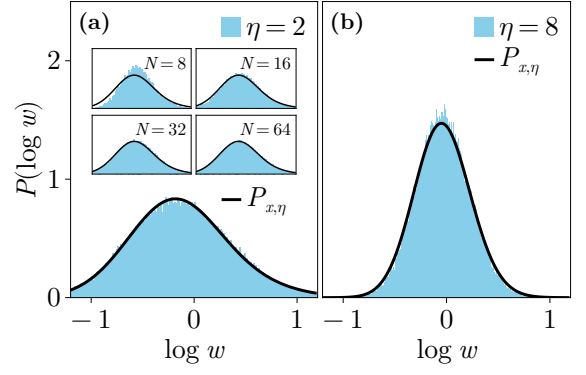 (a)
η = 2
N = 8
N = 16
N = 32
N = 64
P_{x,η}
P(log w)
2
1
0
−1
0
1
log w
(b)
η = 8
P_{x,η}
−1
0
1
log w